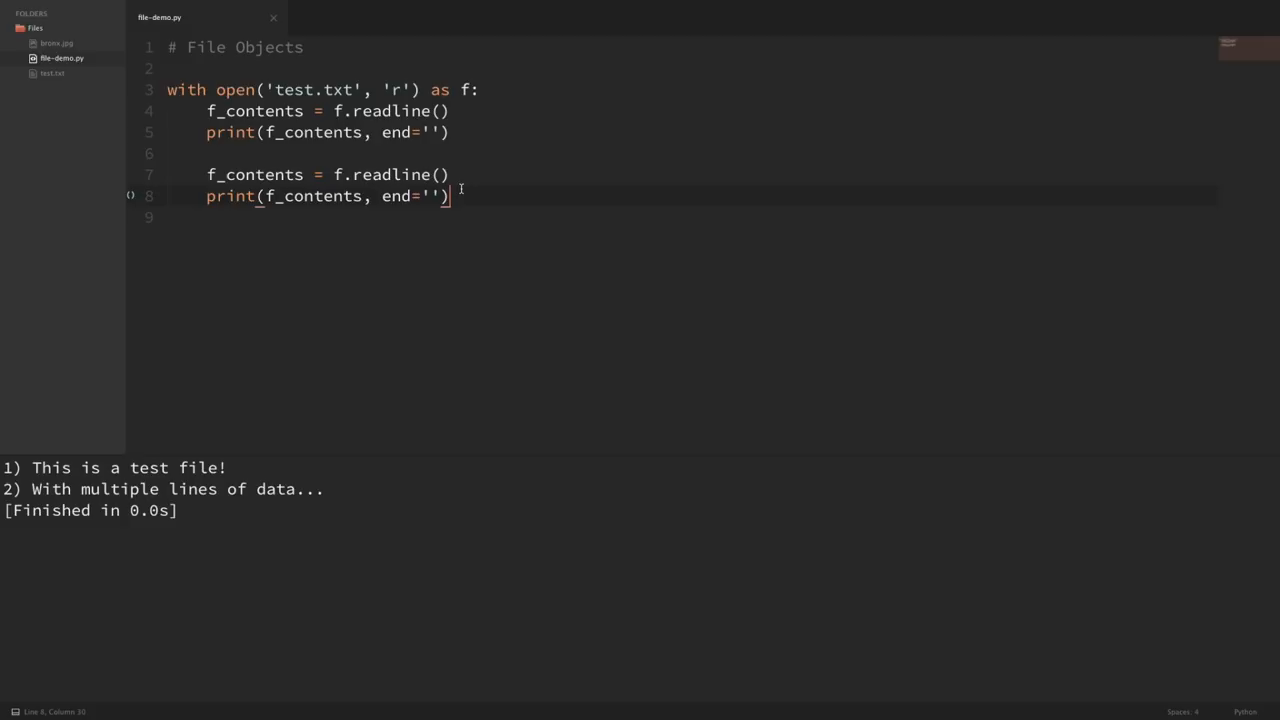 FOLDERS
Files
bronx.jpg
file-demo.py
test.txt
file-demo.py ×
1 # File Objects
2
3 with open('test.txt', 'r') as f:
4     f_contents = f.readline()
5     print(f_contents, end='')
6
7     f_contents = f.readline()
8     print(f_contents, end='')
9
1) This is a test file!
2) With multiple lines of data...
[Finished in 0.0s]
Line 8, Column 30
Spaces: 4
Python